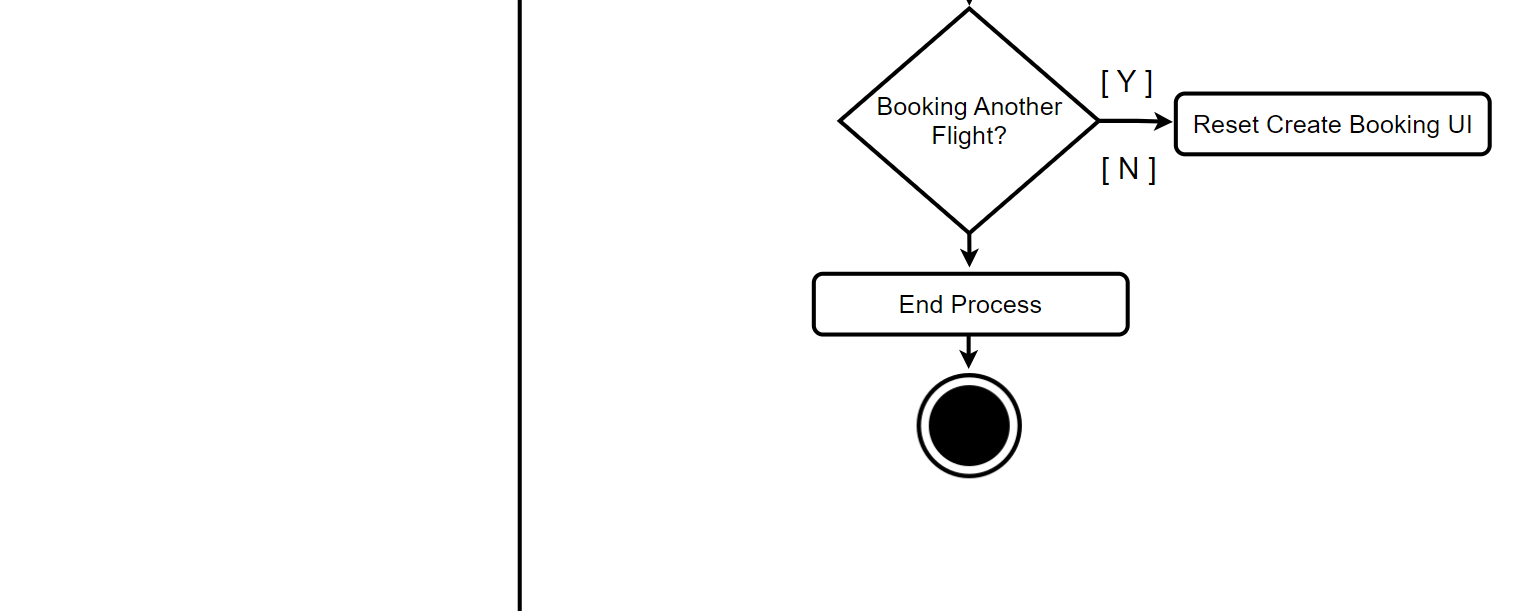 [ Y ]
Booking Another
Flight?
Reset Create Booking UI
[ N ]
End Process